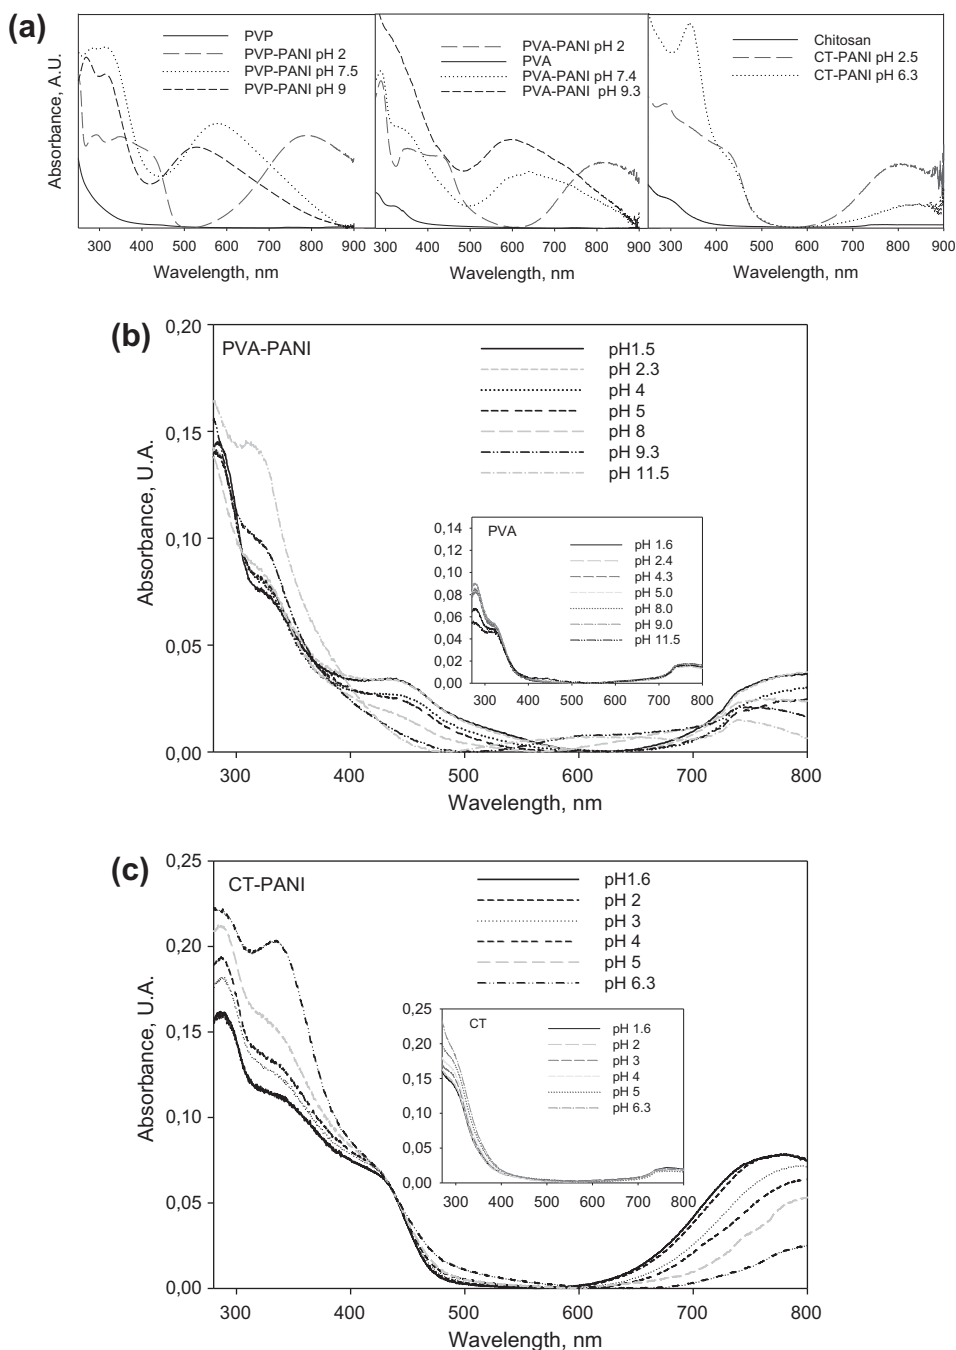 (a)
Absorbance, A.U.
PVP
PVP-PANI pH 2
PVP-PANI pH 7.5
PVP-PANI pH 9
300 400 500 600 700 800 900
Wavelength, nm
PVA-PANI pH 2
PVA
PVA-PANI pH 7.4
PVA-PANI pH 9.3
300 400 500 600 700 800 900
Wavelength, nm
Chitosan
CT-PANI pH 2.5
CT-PANI pH 6.3
300 400 500 600 700 800 900
Wavelength, nm
(b)
PVA-PANI
Absorbance, U.A.
0,20
0,15
0,10
0,05
0,00
pH1.5
pH 2.3
pH 4
pH 5
pH 8
pH 9.3
pH 11.5
PVA
0,14
0,12
0,10
0,08
0,06
0,04
0,02
0,00
pH 1.6
pH 2.4
pH 4.3
pH 5.0
pH 8.0
pH 9.0
pH 11.5
300 400 500 600 700 800
300 400 500 600 700 800
Wavelength, nm
(c)
CT-PANI
Absorbance, U.A.
0,25
0,20
0,15
0,10
0,05
0,00
pH1.6
pH 2
pH 3
pH 4
pH 5
pH 6.3
CT
0,25
0,20
0,15
0,10
0,05
0,00
pH 1.6
pH 2
pH 3
pH 4
pH 5
pH 6.3
300 400 500 600 700 800
300 400 500 600 700 800
Wavelength, nm